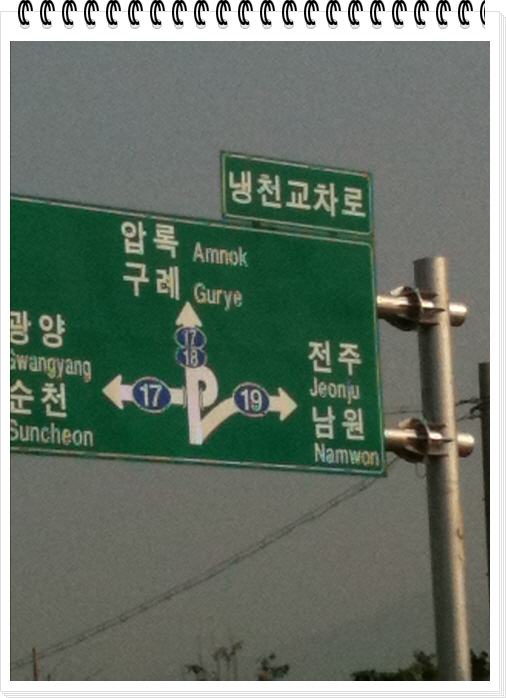 냉천교차로
압록 Amnok
구례 Gurye
17
18
광양
Gwangyang
순천
Suncheon
17
19
전주
Jeonju
남원
Namwon